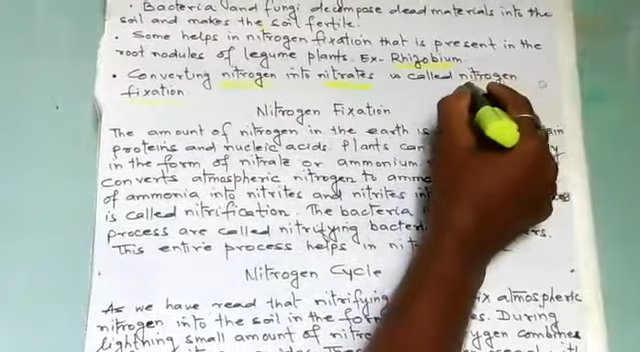 • Bacteria and fungi decompose dead materials into the
soil and makes the soil fertile.
• Some helps in nitrogen fixation that is present in the
root nodules of legume plants. Ex- Rhizobium.
• Converting nitrogen into nitrates is called nitrogen
fixation.
Nitrogen Fixation
The amount of nitrogen in the earth is
proteins and nucleic acids. Plants can
in the form of nitrate or ammonium.
converts atmospheric nitrogen to
of ammonia into nitrites and nitrites
is called nitrification. The bacteria
process are called nitrifying
This entire process helps in
Nitrogen Cycle
As we have read that nitrifying atmospheric
nitrogen into the soil in the During
lightning small amount of combines